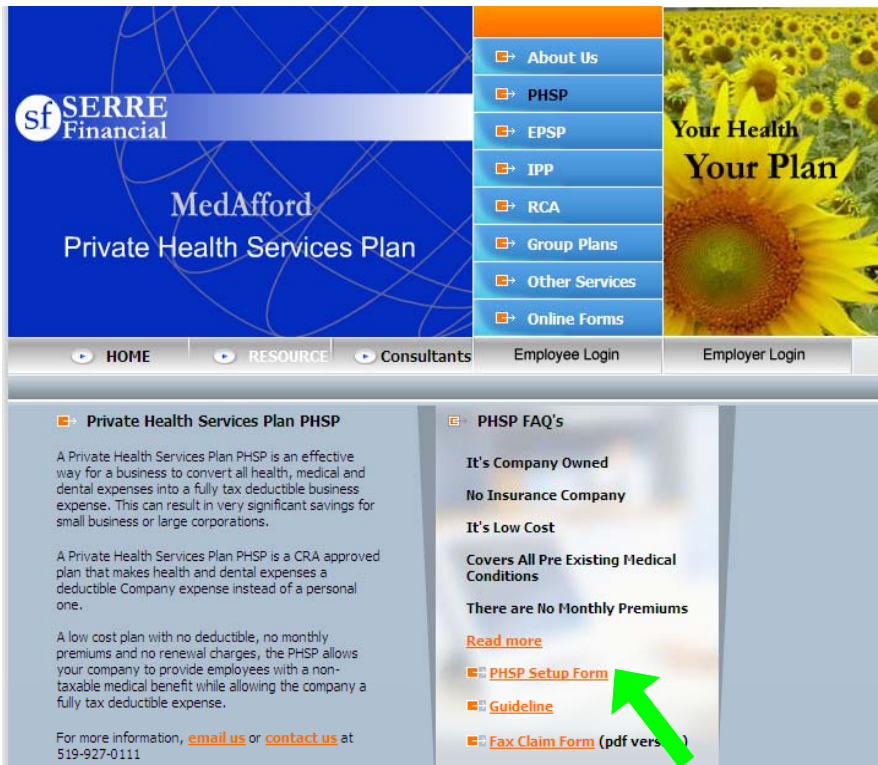 About Us
PHSP
EPSP
IPP
RCA
Group Plans
Other Services
Online Forms
sf SERRE
Financial
MedAfford
Private Health Services Plan
Your Health
Your Plan
HOME
RESOURCE
Consultants
Employee Login
Employer Login
Private Health Services Plan PHSP
A Private Health Services Plan PHSP is an effective
way for a business to convert all health, medical and
dental expenses into a fully tax deductible business
expense. This can result in very significant savings for
small business or large corporations.
A Private Health Services Plan PHSP is a CRA approved
plan that makes health and dental expenses a
deductible Company expense instead of a personal
one.
A low cost plan with no deductible, no monthly
premiums and no renewal charges, the PHSP allows
your company to provide employees with a non-
taxable medical benefit while allowing the company a
fully tax deductible expense.
For more information, email us or contact us at
519-927-0111
PHSP FAQ's
It's Company Owned
No Insurance Company
It's Low Cost
Covers All Pre Existing Medical
Conditions
There are No Monthly Premiums
Read more
PHSP Setup Form
Guideline
Fax Claim Form (pdf version)